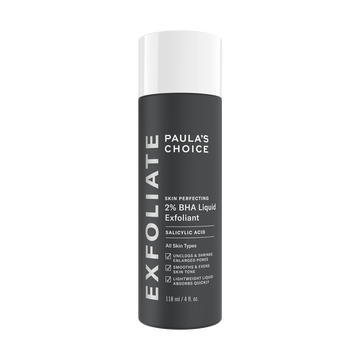 EXFOLIATE
PAULA'S
CHOICE
SKIN PERFECTING
2% BHA Liquid
Exfoliant
SALICYLIC ACID
All Skin Types
UNCLOGS & SHRINKS
ENLARGED PORES
SMOOTHS & EVENS
SKIN TONE
LIGHTWEIGHT LIQUID
ABSORBS QUICKLY
118 ml / 4 fl. oz.